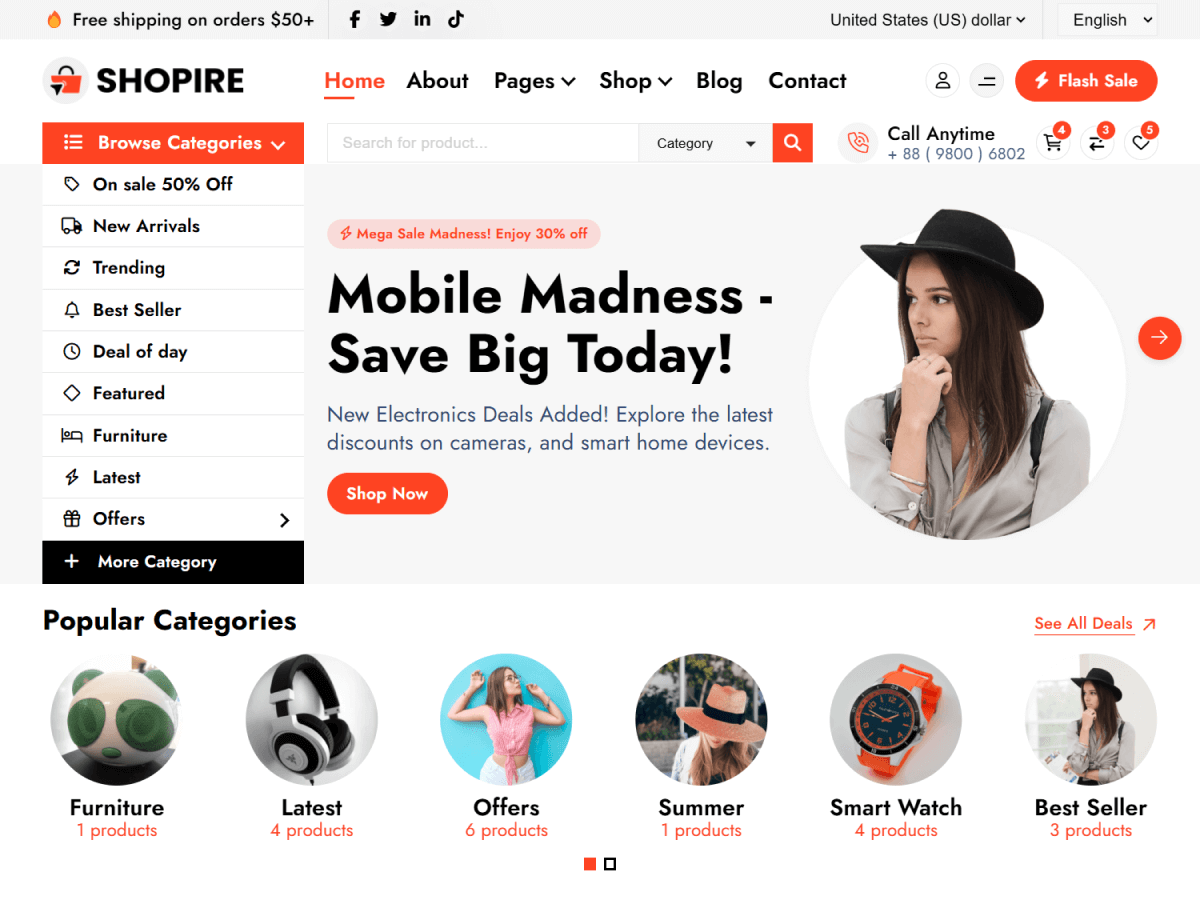 Free shipping on orders $50+
United States (US) dollar
English
SHOPIRE
Home
About
Pages
Shop
Blog
Contact
Flash Sale
Browse Categories
Search for product...
Category
Call Anytime
+ 88 ( 9800 ) 6802
4
3
5
On sale 50% Off
New Arrivals
Trending
Best Seller
Deal of day
Featured
Furniture
Latest
Offers
More Category
Mega Sale Madness! Enjoy 30% off
Mobile Madness -
Save Big Today!
New Electronics Deals Added! Explore the latest
discounts on cameras, and smart home devices.
Shop Now
Popular Categories
See All Deals
Furniture
1 products
Latest
4 products
Offers
6 products
Summer
1 products
Smart Watch
4 products
Best Seller
3 products